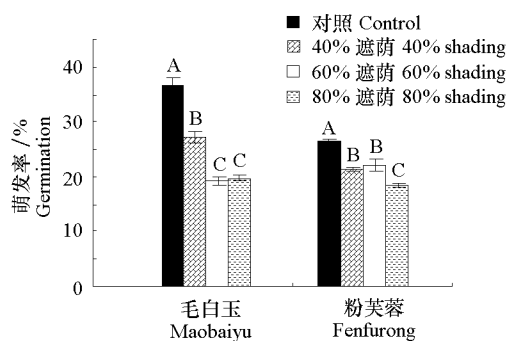 对照 Control
40% 遮荫 40% shading
60% 遮荫 60% shading
80% 遮荫 80% shading
萌发率 /%
Germination
40
30
20
10
0
A
B
C
C
A
B
B
C
毛白玉
Maobaiyu
粉芙蓉
Fenfurong